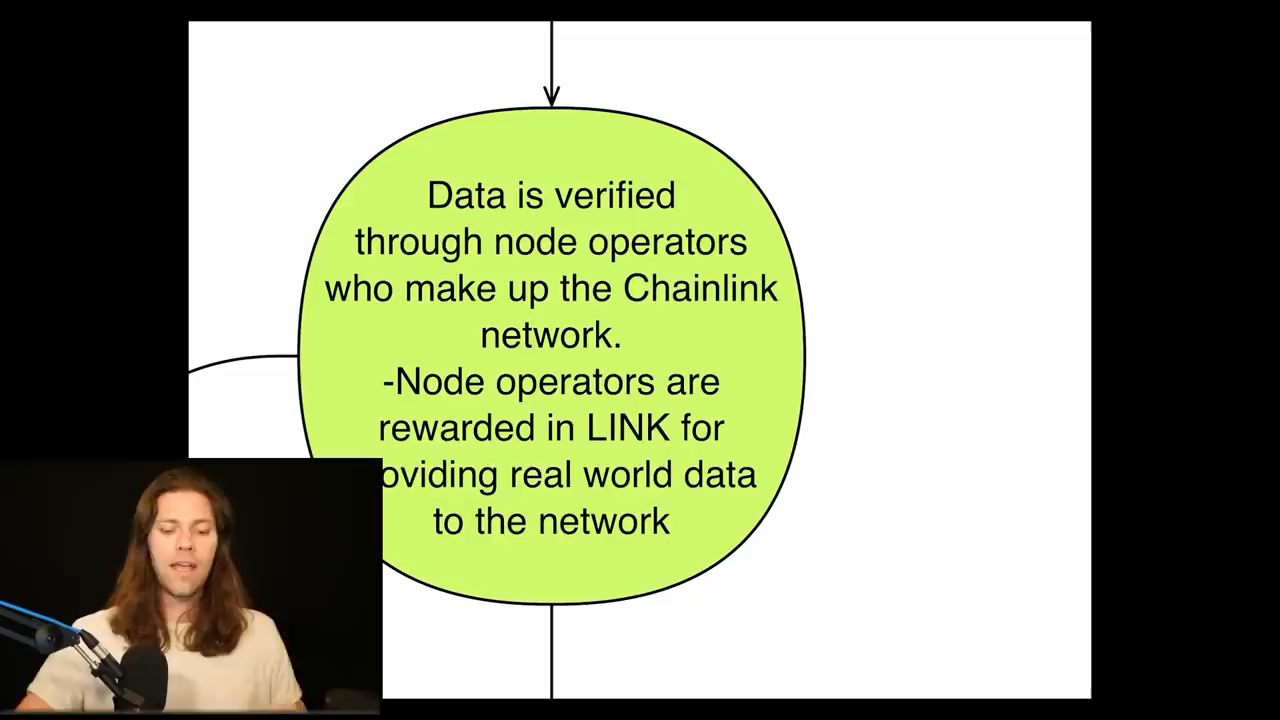 Data is verified
through node operators
who make up the Chainlink
network.
-Node operators are
rewarded in LINK for
oviding real world data
to the network